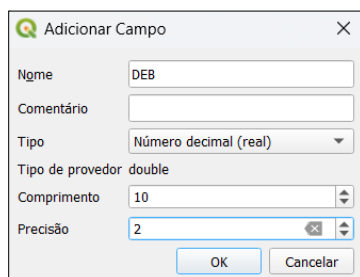 Adicionar Campo
Nome DEB
Comentário
Tipo Número decimal (real)
Tipo de provedor double
Comprimento 10
Precisão 2
OK Cancelar